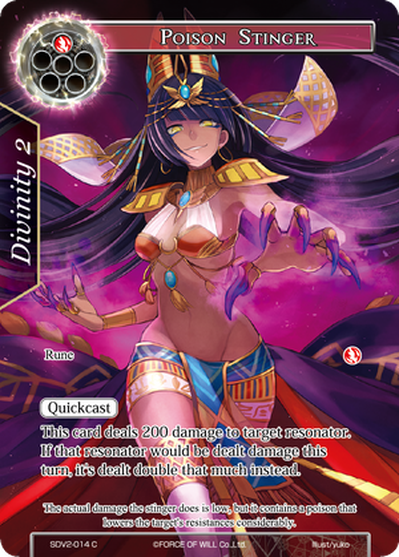 Poison Stinger
Divinity 2
Rune
Quickcast
This card deals 200 damage to target resonator.
If that resonator would be dealt damage this
turn, it's dealt double that much instead.
The actual damage the stinger does is low, but it contains a poison that
lowers the target's resistances considerably.
SDV2-014 C ©FORCE OF WILL Co.,Ltd. Illust/yuko